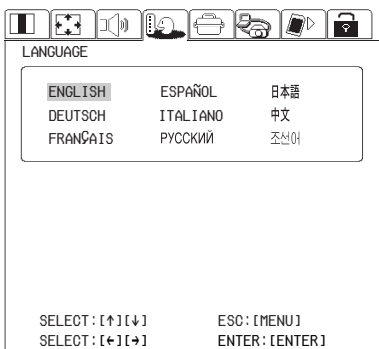 ?
LANGUAGE
ENGLISH ESPAÑOL 日本語
DEUTSCH ITALIANO 中文
FRANÇAIS РУССКИЙ 조선어
SELECT:[↑][↓] ESC:[MENU]
SELECT:[←][→] ENTER:[ENTER]